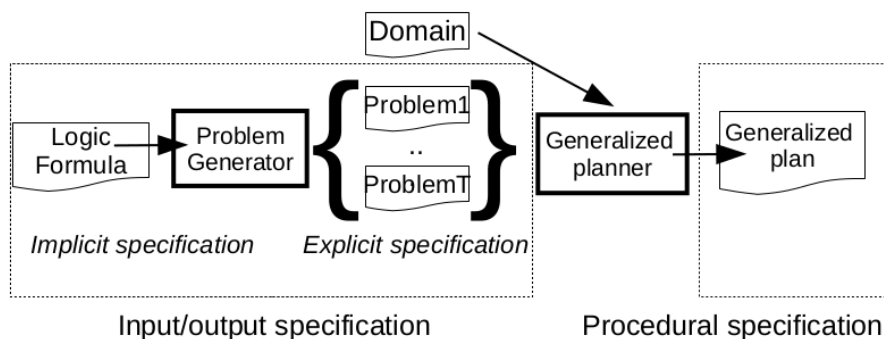 Domain
Logic
Formula
Problem
Generator
Problem1
..
ProblemT
Generalized
planner
Generalized
plan
Implicit specification
Explicit specification
Input/output specification
Procedural specification